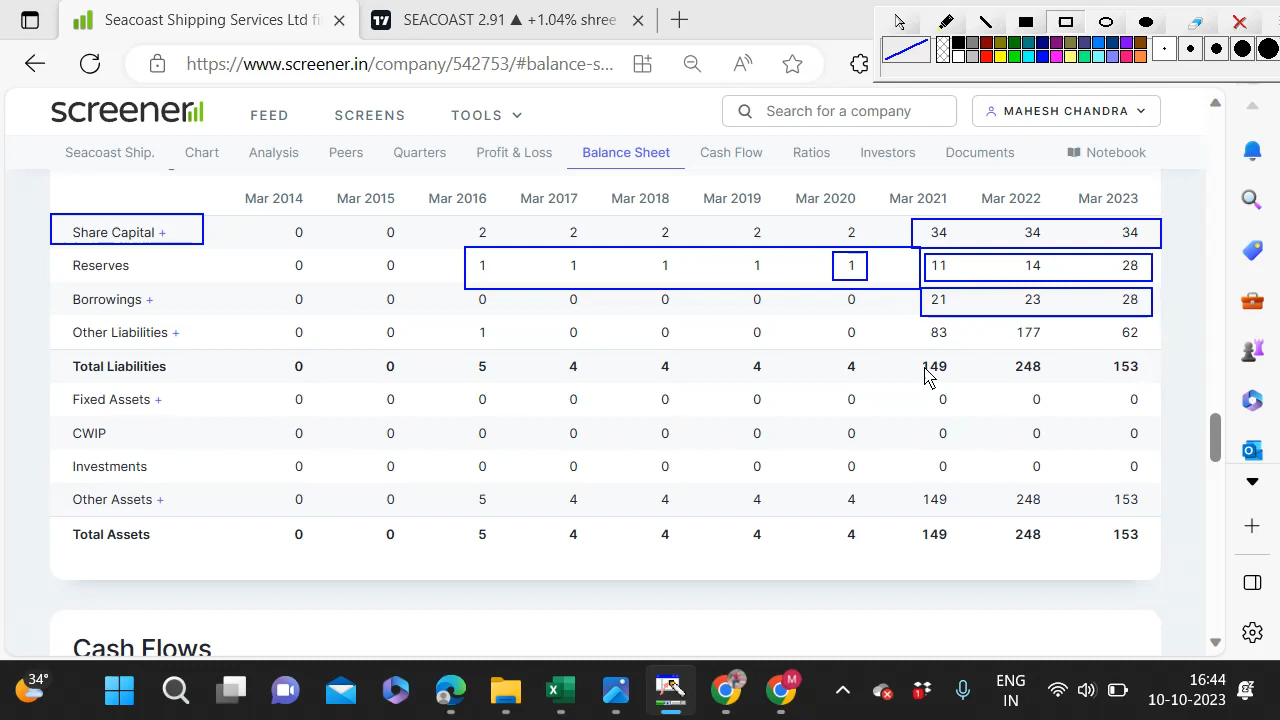 Seacoast Shipping Services Ltd fi
SEACOAST 2.91 ▲ +1.04% shree
https://www.screener.in/company/542753/#balance-s...
screener
FEED SCREENS TOOLS
Search for a company
MAHESH CHANDRA
Seacoast Ship. Chart Analysis Peers Quarters Profit & Loss Balance Sheet Cash Flow Ratios Investors Documents Notebook
Mar 2014 Mar 2015 Mar 2016 Mar 2017 Mar 2018 Mar 2019 Mar 2020 Mar 2021 Mar 2022 Mar 2023
Share Capital + 0 0 2 2 2 2 2 34 34 34
Reserves 0 0 1 1 1 1 1 11 14 28
Borrowings + 0 0 0 0 0 0 0 21 23 28
Other Liabilities + 0 0 1 0 0 0 0 83 177 62
Total Liabilities 0 0 5 4 4 4 4 149 248 153
Fixed Assets + 0 0 0 0 0 0 0 0 0 0
CWIP 0 0 0 0 0 0 0 0 0 0
Investments 0 0 0 0 0 0 0 0 0 0
Other Assets + 0 0 5 4 4 4 4 149 248 153
Total Assets 0 0 5 4 4 4 4 149 248 153
Cash Flows
34°
ENG
IN
16:44
10-10-2023